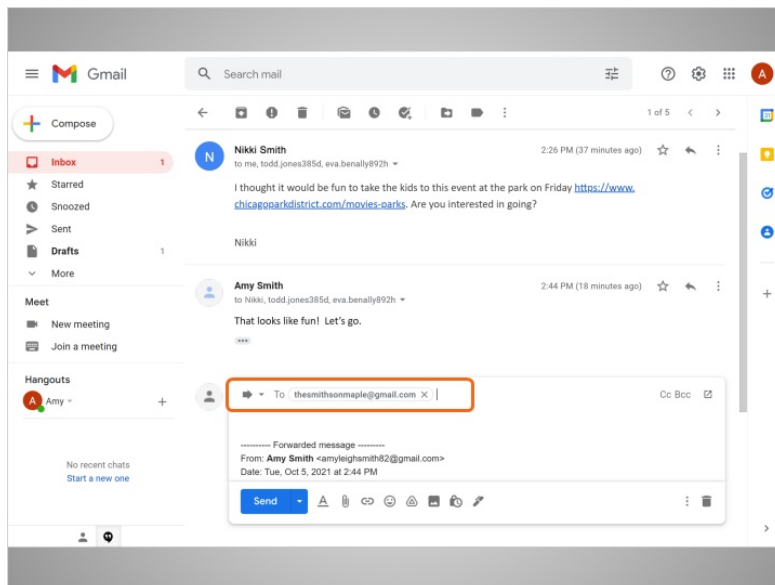 Gmail
Search mail
A
Compose
1 of 5
Inbox 1
Starred
Snoozed
Sent
Drafts 1
More
Meet
New meeting
Join a meeting
Hangouts
A Amy
No recent chats
Start a new one
N
Nikki Smith 2:26 PM (37 minutes ago)
to me, todd.jones385d, eva.benally892h
I thought it would be fun to take the kids to this event at the park on Friday https://www.
chicagoparkdistrict.com/movies-parks. Are you interested in going?
Nikki
Amy Smith 2:44 PM (18 minutes ago)
to Nikki, todd.jones385d, eva.benally892h
That looks like fun! Let's go.
To thesmithsonmaple@gmail.com Cc Bcc
---------- Forwarded message ---------
From: Amy Smith <amyleighsmith82@gmail.com>
Date: Tue, Oct 5, 2021 at 2:44 PM
Send
31